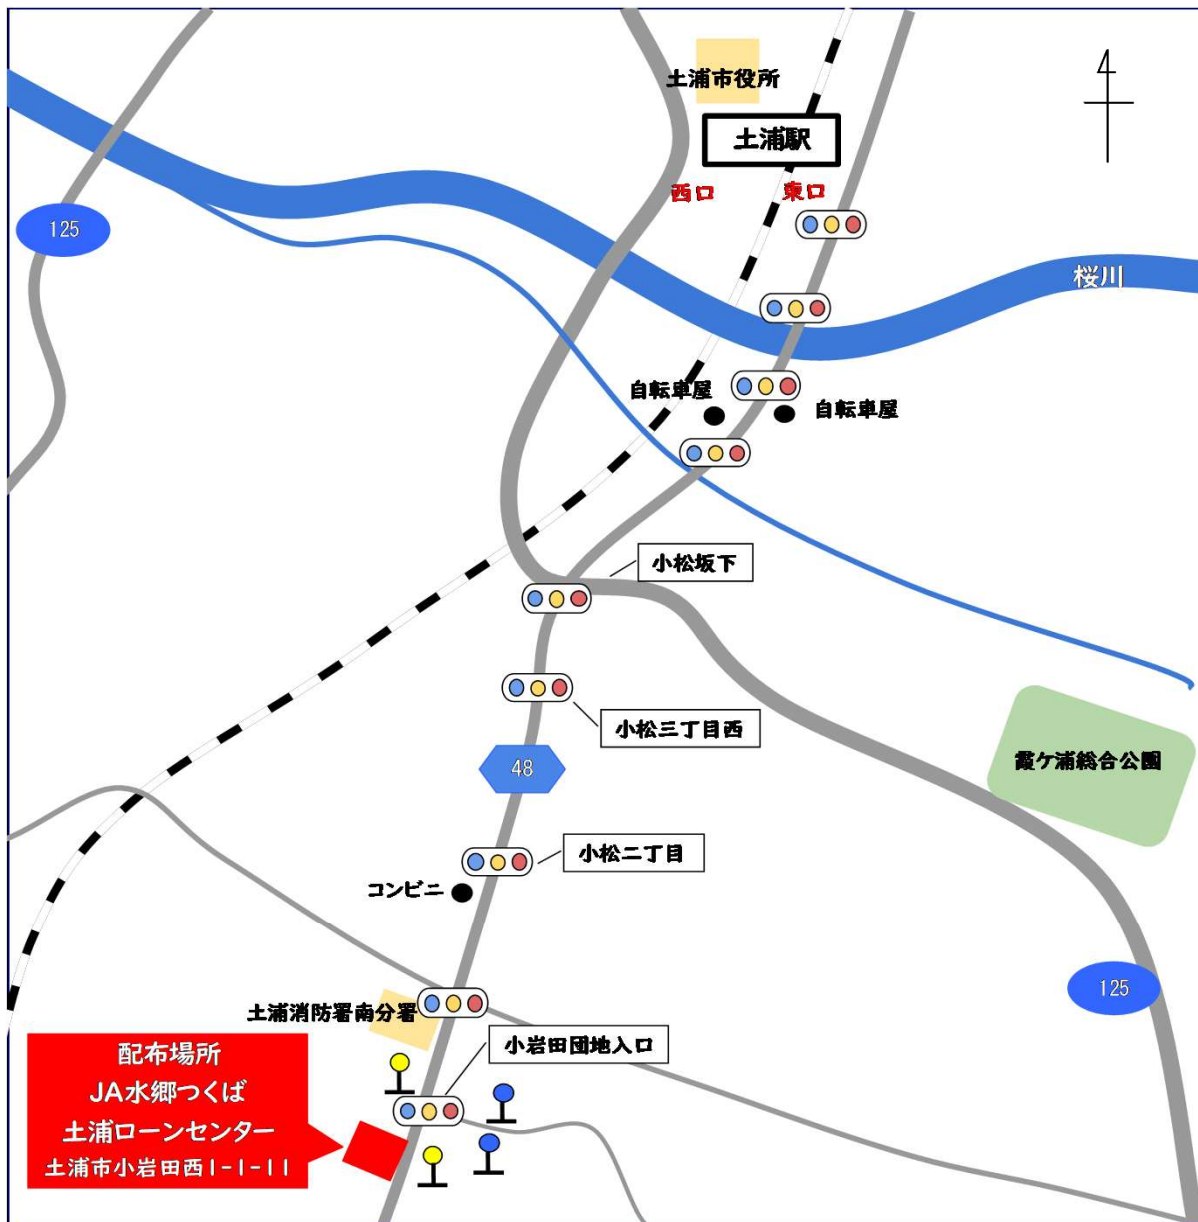 土浦市役所
土浦駅
西口
東口
125
桜川
自転車屋
自転車屋
小松坂下
小松三丁目西
48
霞ケ浦総合公園
小松二丁目
コンビニ
125
土浦消防署南分署
小岩田団地入口
配布場所
JA水郷つくば
土浦ローンセンター
土浦市小岩田西1-1-11